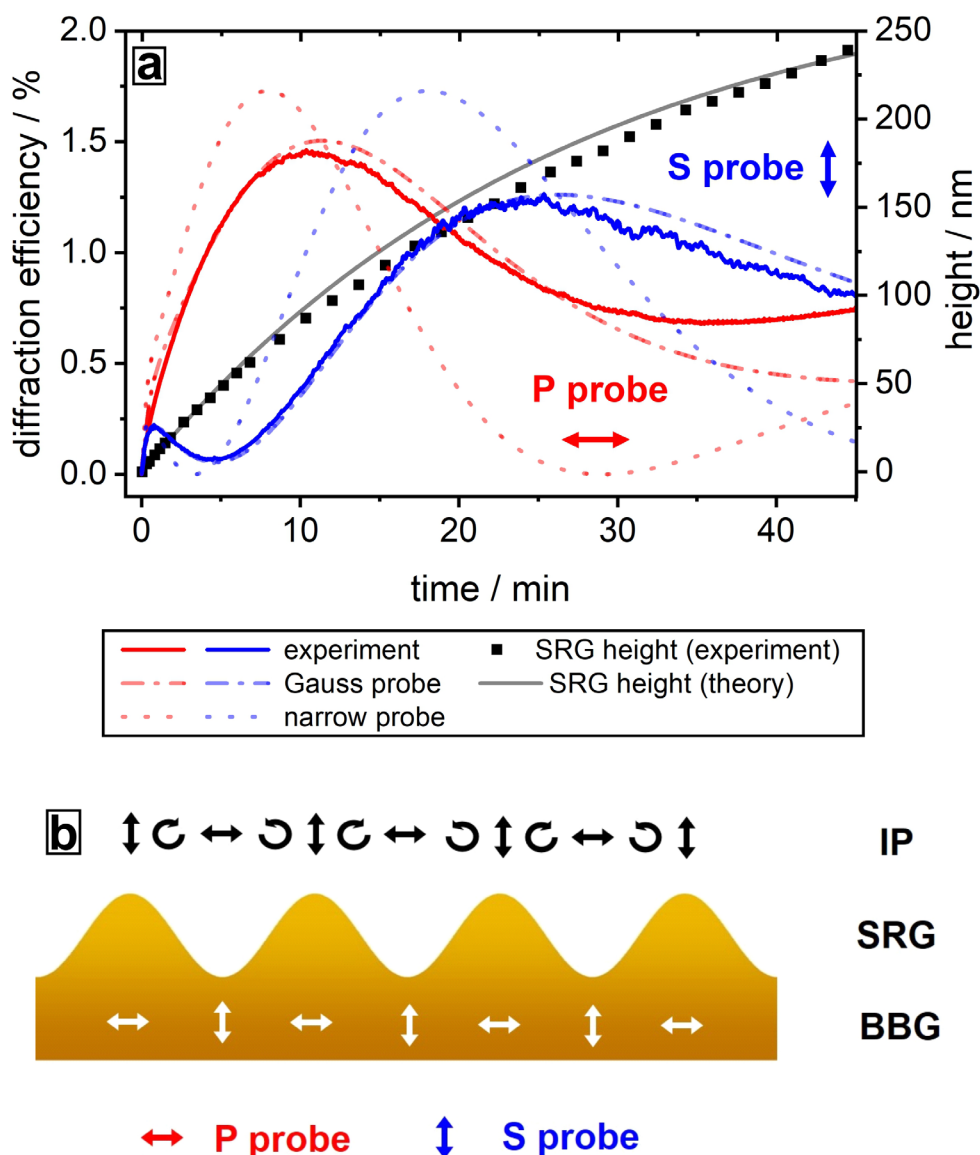 a
diffraction efficiency / %
2.0
1.5
1.0
0.5
0.0
250
200
150
100
50
0
height / nm
S probe
P probe
0 10 20 30 40
time / min
experiment
Gauss probe
narrow probe
SRG height (experiment)
SRG height (theory)
b
IP
SRG
BBG
P probe
S probe